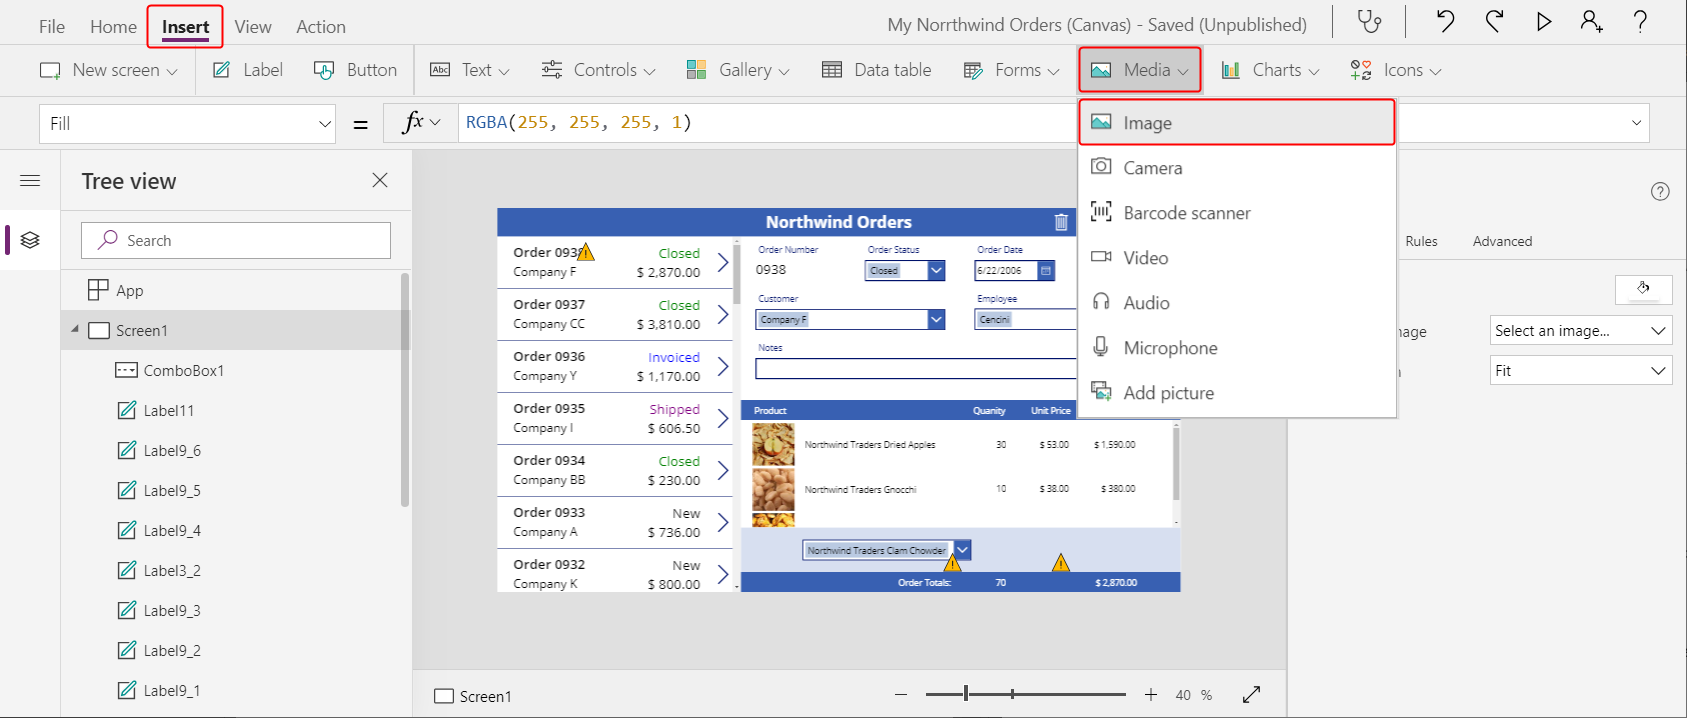 File Home Insert View Action My Norrthwind Orders (Canvas) - Saved (Unpublished)
New screen Label Button Text Controls Gallery Data table Forms Media Charts Icons
Fill = fx RGBA(255, 255, 255, 1)
Image
Camera
Barcode scanner
Video
Audio
Microphone
Add picture
Tree view
Search
App
Screen1
ComboBox1
Label11
Label9_6
Label9_5
Label9_4
Label3_2
Label9_3
Label9_2
Label9_1
Northwind Orders
Order 0938 Closed
Company F $ 2,870.00
Order 0937 Closed
Company CC $ 3,810.00
Order 0936 Invoiced
Company Y $ 1,170.00
Order 0935 Shipped
Company I $ 606.50
Order 0934 Closed
Company BB $ 230.00
Order 0933 New
Company A $ 736.00
Order 0932 New
Company K $ 800.00
Order Number Order Status Order Date
0938 Closed 6/22/2006
Customer Employee
Company F Cencini
Notes
Product Quanity Unit Price
Northwind Traders Dried Apples 30 $ 53.00 $ 1,590.00
Northwind Traders Gnocchi 10 $ 38.00 $ 380.00
Northwind Traders Clam Chowder
Order Totals: 70 $ 2,870.00
Screen1 40 %
Rules Advanced
Select an image...
Fit